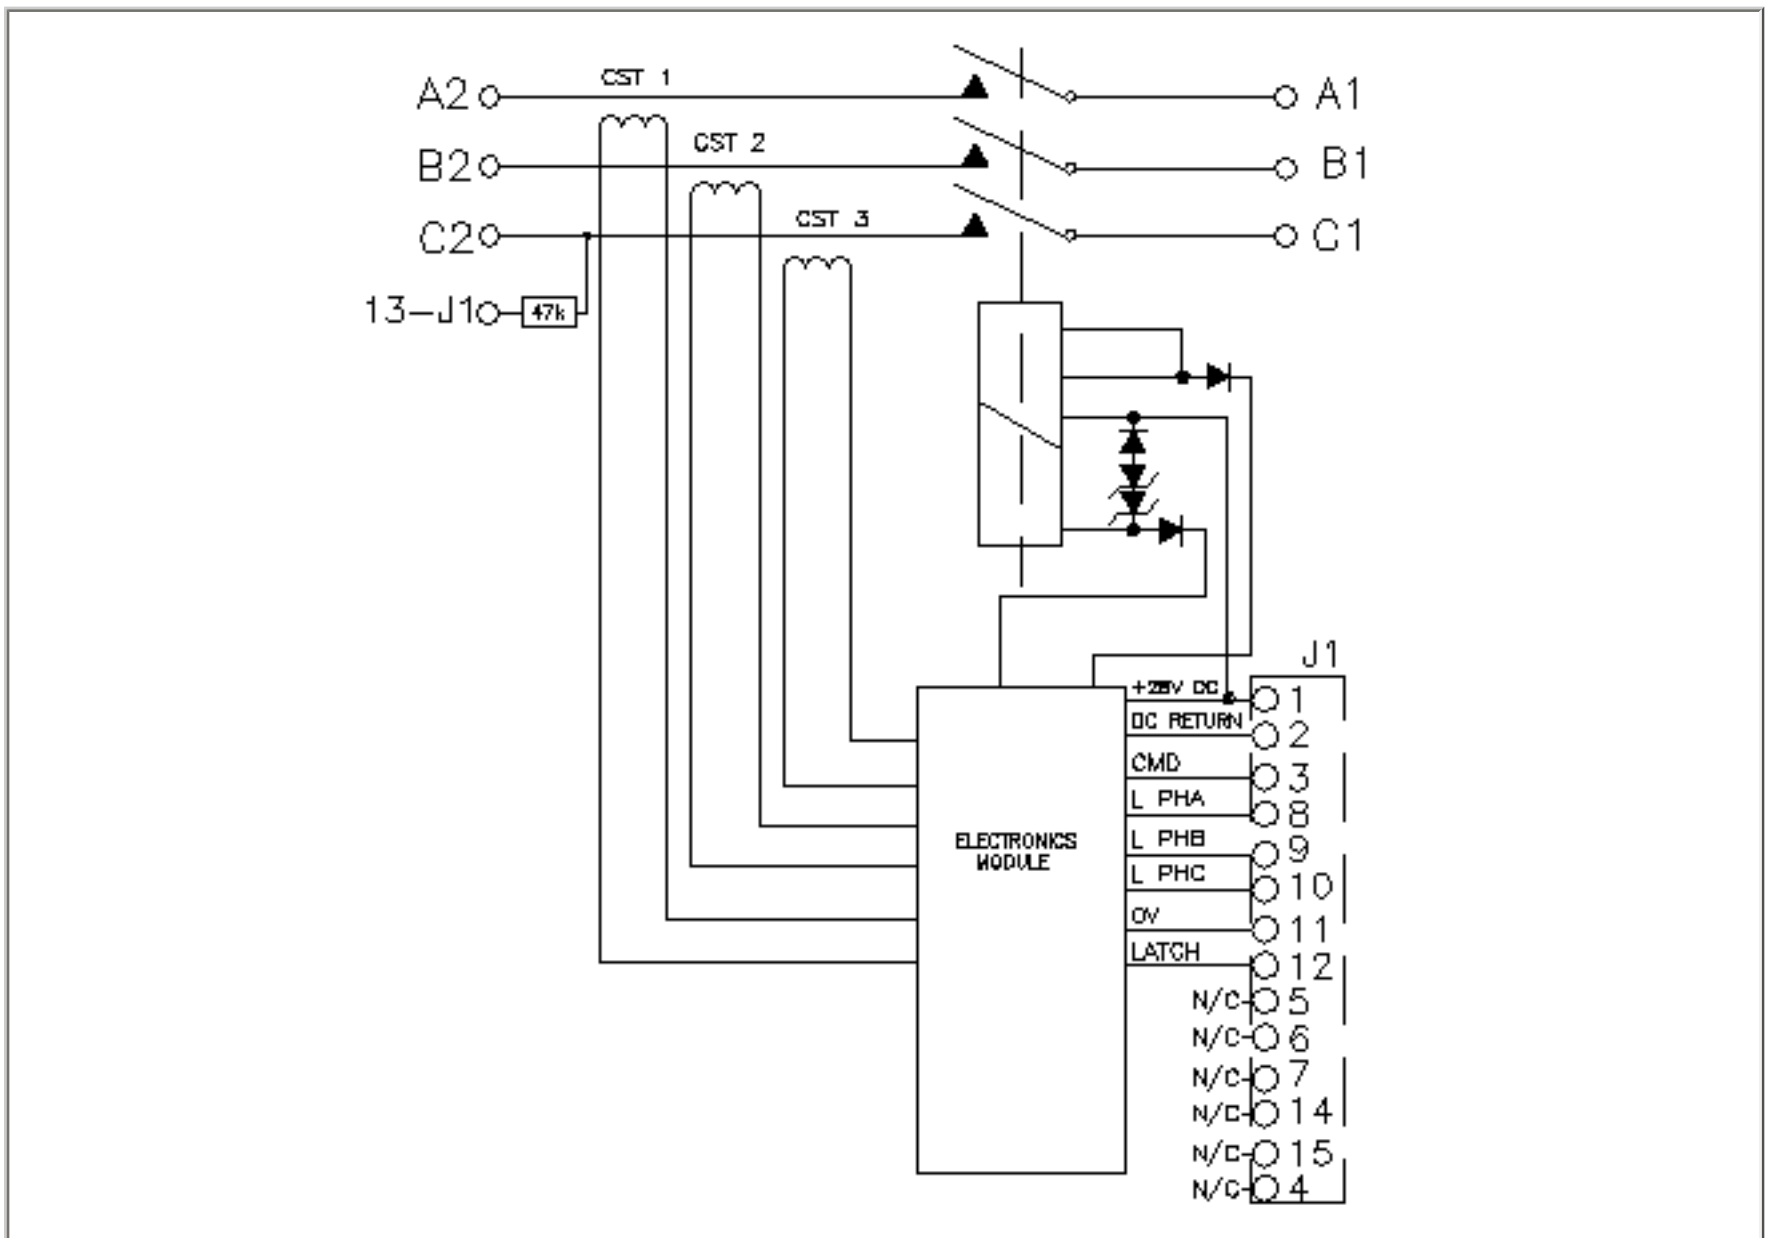 A2
CST 1
A1
B2
CST 2
B1
C2
CST 3
C1
13-J1
47k
J1
+28V DC
1
DC RETURN
2
CMD
3
L PHA
8
L PHB
9
ELECTRONICS
MODULE
L PHC
10
0V
11
LATCH
12
N/C
5
N/C
6
N/C
7
N/C
14
N/C
15
N/C
4